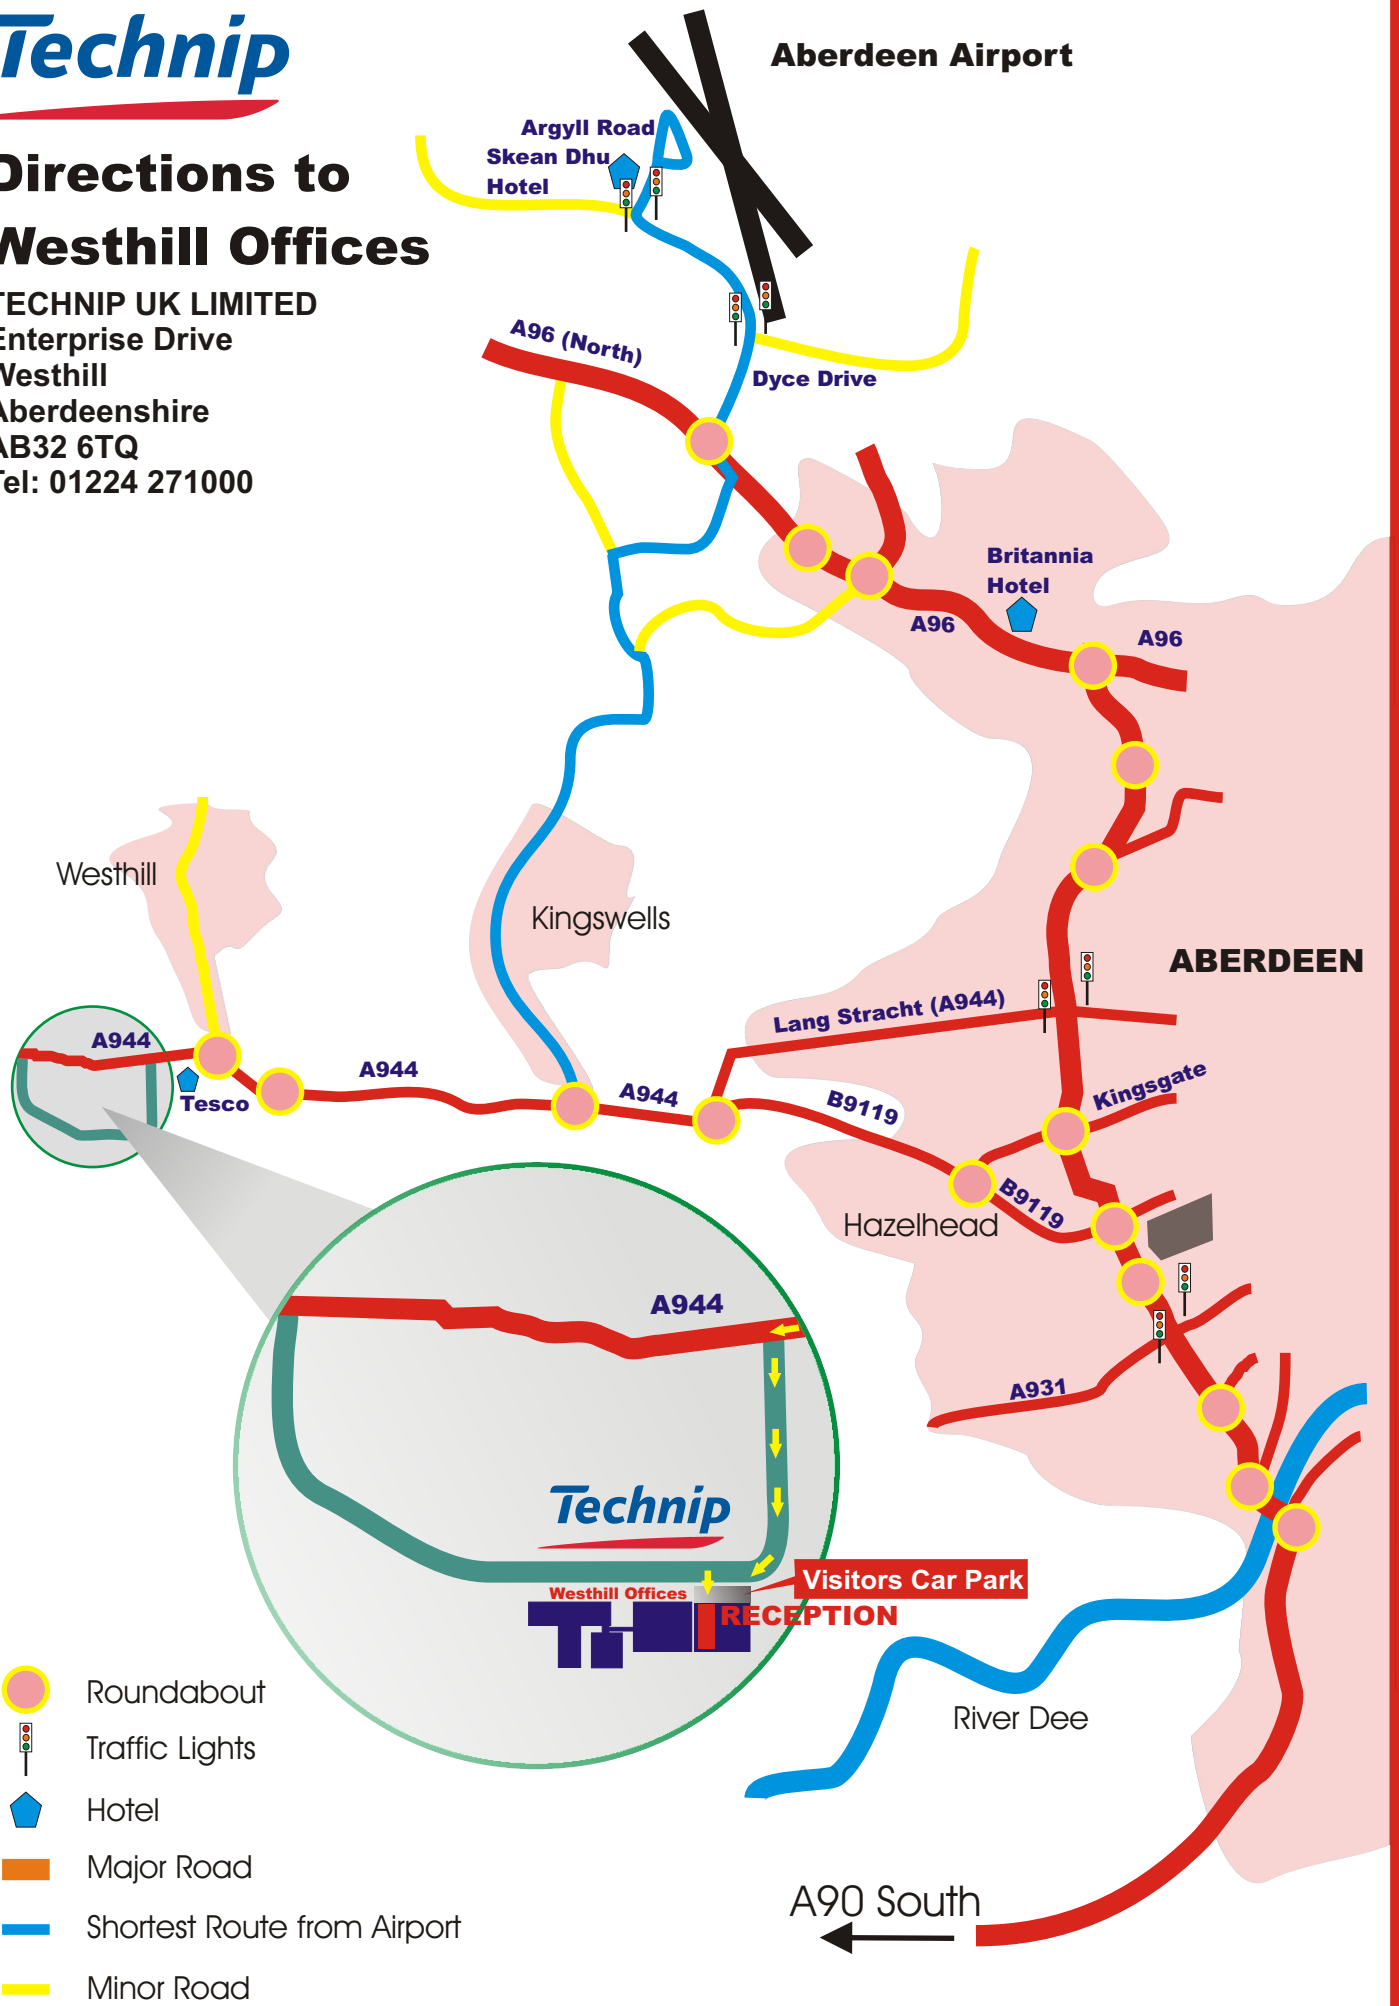 Technip
Directions to
Westhill Offices
TECHNIP UK LIMITED
Enterprise Drive
Westhill
Aberdeenshire
AB32 6TQ
Tel: 01224 271000
Aberdeen Airport
Argyll Road
Skean Dhu
Hotel
A96 (North)
Dyce Drive
Britannia
Hotel
A96
A96
Westhill
Kingswells
ABERDEEN
Lang Stracht (A944)
A944
A944
Tesco
A944
B9119
Kingsgate
B9119
Hazelhead
A944
A931
Technip
Westhill Offices
Visitors Car Park
RECEPTION
River Dee
A90 South
Roundabout
Traffic Lights
Hotel
Major Road
Shortest Route from Airport
Minor Road